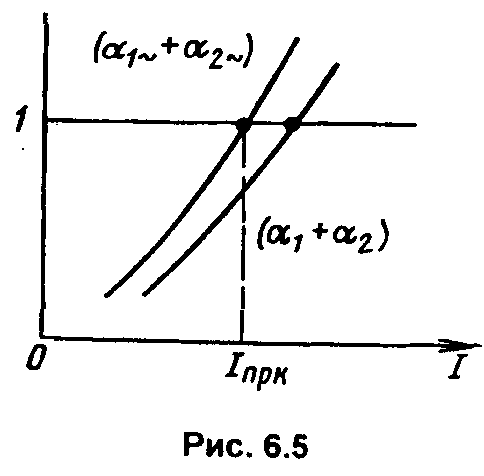 (α₁~ + α₂~)
1
(α₁ + α₂)
0 Iпрк I
Рис. 6.5